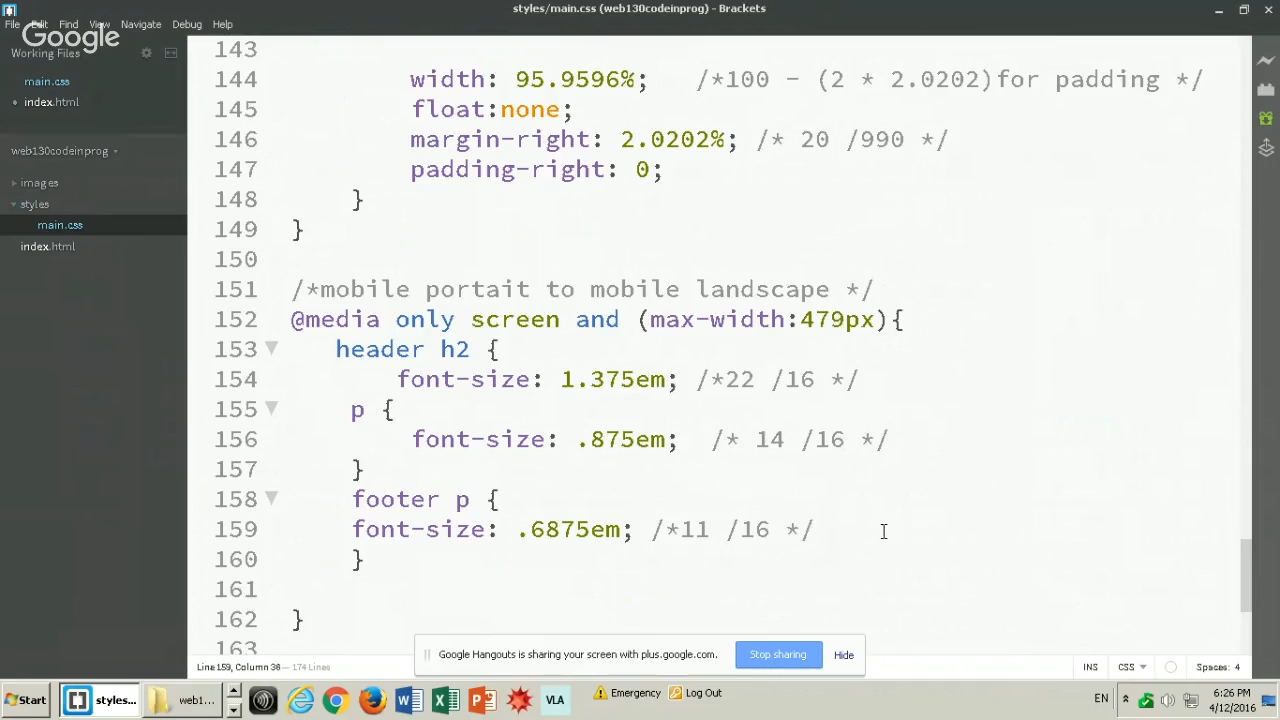 styles/main.css (web130codeinprog) - Brackets
File Edit Find View Navigate Debug Help
Google
Working Files
main.css
index.html
web130codeinprog
images
styles
main.css
index.html
143
144 width: 95.9596%; /*100 - (2 * 2.0202)for padding */
145 float:none;
146 margin-right: 2.0202%; /* 20 /990 */
147 padding-right: 0;
148 }
149 }
150
151 /*mobile portait to mobile landscape */
152 @media only screen and (max-width:479px){
153 header h2 {
154 font-size: 1.375em; /*22 /16 */
155 p {
156 font-size: .875em; /* 14 /16 */
157 }
158 footer p {
159 font-size: .6875em; /*11 /16 */
160 }
161
162 }
163
Google Hangouts is sharing your screen with plus.google.com. Stop sharing Hide
Line 159, Column 36 — 174 Lines INS CSS Spaces: 4
Start styles... web1... VLA Emergency Log Out EN 6:26 PM
4/12/2016